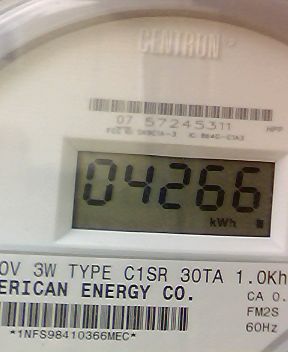 CENTRON
07 57245311
04266
kWh
0V 3W TYPE C1SR 30TA 1.0Kh
ERICAN ENERGY CO.
CA 0.
FM2S
60Hz
*1NFS98410366MEC*